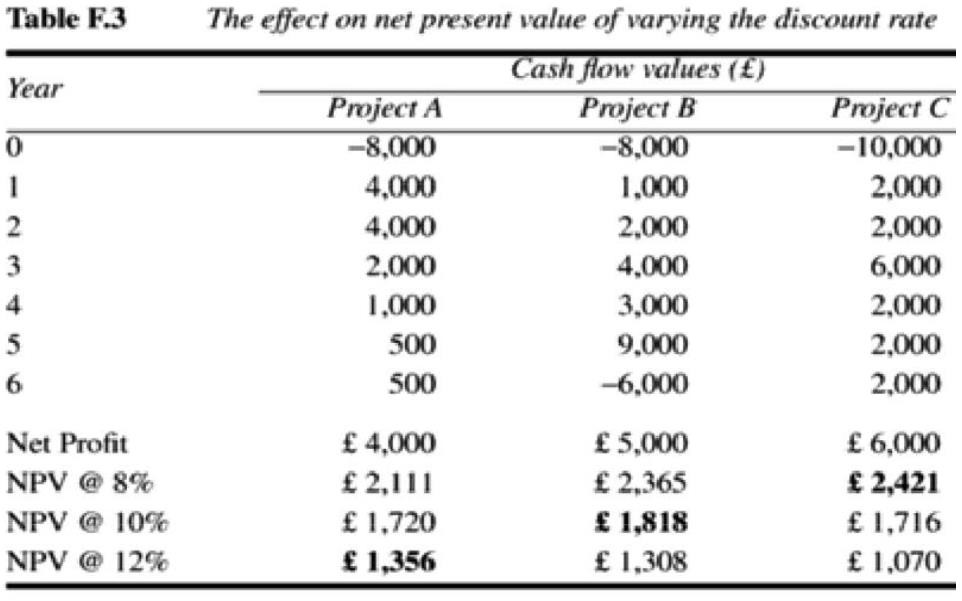 Table F.3 The effect on net present value of varying the discount rate
Cash flow values (£)
Year
Project A Project B Project C
0 –8,000 –8,000 –10,000
1 4,000 1,000 2,000
2 4,000 2,000 2,000
3 2,000 4,000 6,000
4 1,000 3,000 2,000
5 500 9,000 2,000
6 500 –6,000 2,000
Net Profit £ 4,000 £ 5,000 £ 6,000
NPV @ 8% £ 2,111 £ 2,365 £ 2,421
NPV @ 10% £ 1,720 £ 1,818 £ 1,716
NPV @ 12% £ 1,356 £ 1,308 £ 1,070